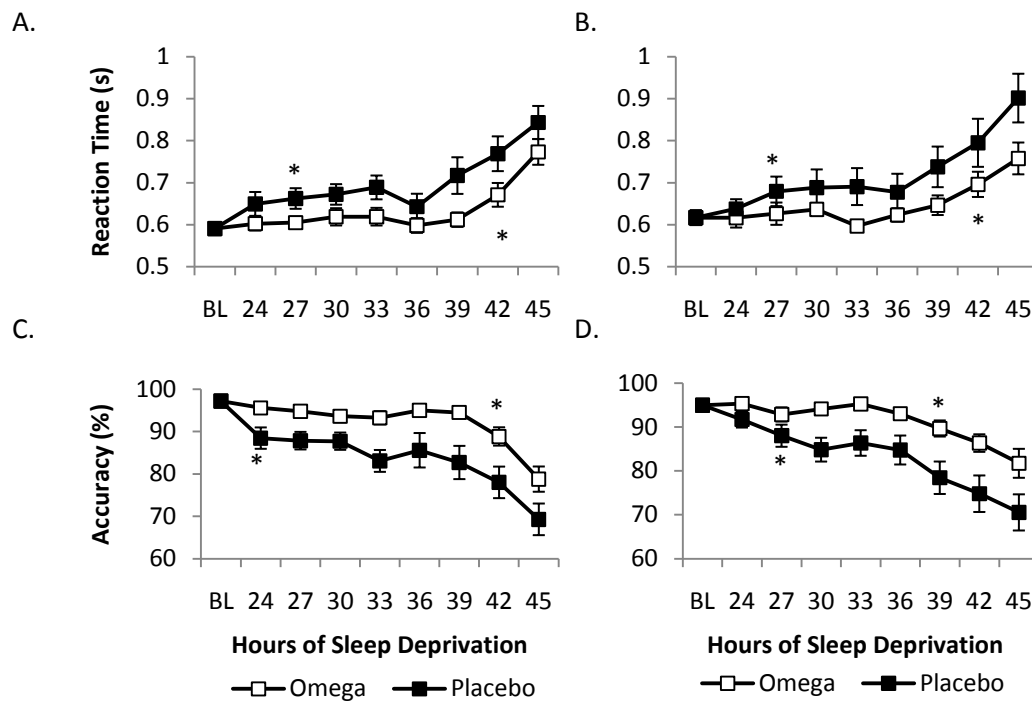 A.
B.
Reaction Time (s)
1
0.9
0.8
0.7
0.6
0.5
*
*
BL 24 27 30 33 36 39 42 45
1
0.9
0.8
0.7
0.6
0.5
*
*
BL 24 27 30 33 36 39 42 45
C.
D.
Accuracy (%)
100
90
80
70
60
*
*
BL 24 27 30 33 36 39 42 45
Hours of Sleep Deprivation
Omega Placebo
100
90
80
70
60
*
*
BL 24 27 30 33 36 39 42 45
Hours of Sleep Deprivation
Omega Placebo